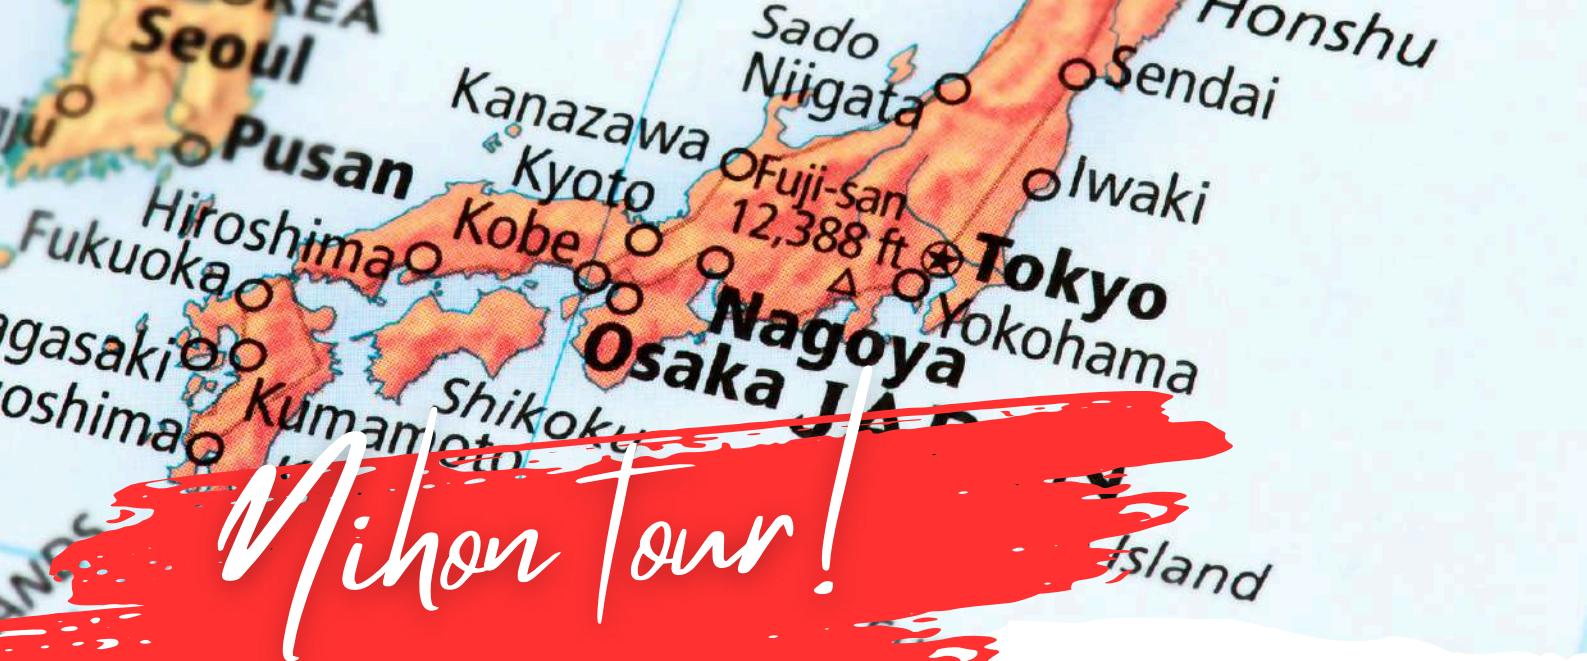 Seoul
Sado
Niigata
Honshu
Sendai
Kanazawa
Pusan
Kyoto
Fuji-san
12,388 ft
Iwaki
Hiroshima
Kobe
Fukuoka
Tokyo
Yokohama
Nagoya
Osaka
Shikoku
Kumamoto
Nihon Tour!
Island